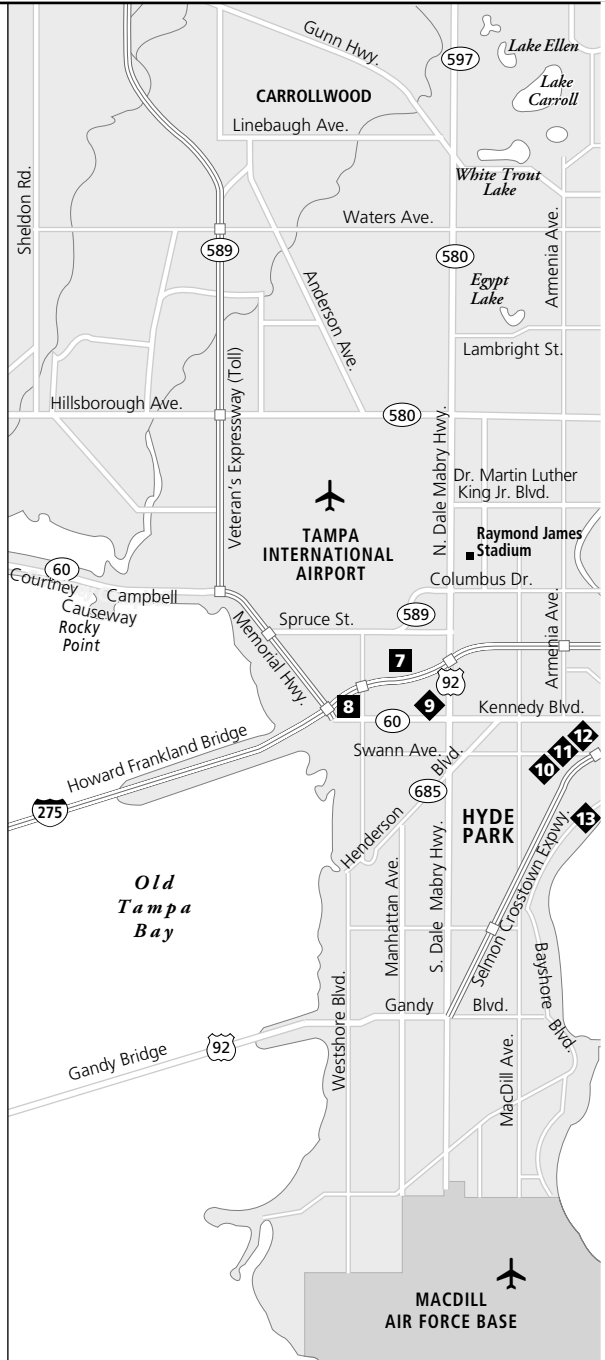 Gunn Hwy.
597
Lake Ellen
Lake
Carroll
CARROLLWOOD
Linebaugh Ave.
White Trout
Lake
Sheldon Rd.
Waters Ave.
Armenia Ave.
589
580
Anderson Ave.
Egypt
Lake
Lambright St.
Veteran's Expressway (Toll)
Hillsborough Ave.
580
N. Dale Mabry Hwy.
Dr. Martin Luther
King Jr. Blvd.
TAMPA
INTERNATIONAL
AIRPORT
Raymond James
Stadium
60
Courtney Campbell
Causeway
Rocky
Point
Columbus Dr.
589
Spruce St.
Memorial Hwy.
Armenia Ave.
7
92
8
9
60
Kennedy Blvd.
Howard Frankland Bridge
Swann Ave.
12
11
10
275
685
Henderson Blvd.
HYDE
PARK
13
Old
Tampa
Bay
Manhattan Ave.
S. Dale Mabry Hwy.
Selmon Crosstown Expwy.
Bayshore Blvd.
Westshore Blvd.
Gandy Blvd.
92
Gandy Bridge
MacDill Ave.
MACDILL
AIR FORCE BASE